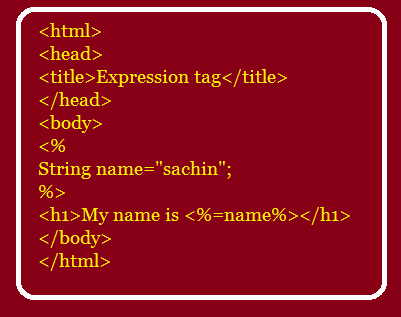 <html>
<head>
<title>Expression tag</title>
</head>
<body>
<%
String name="sachin";
%>
<h1>My name is <%=name%></h1>
</body>
</html>